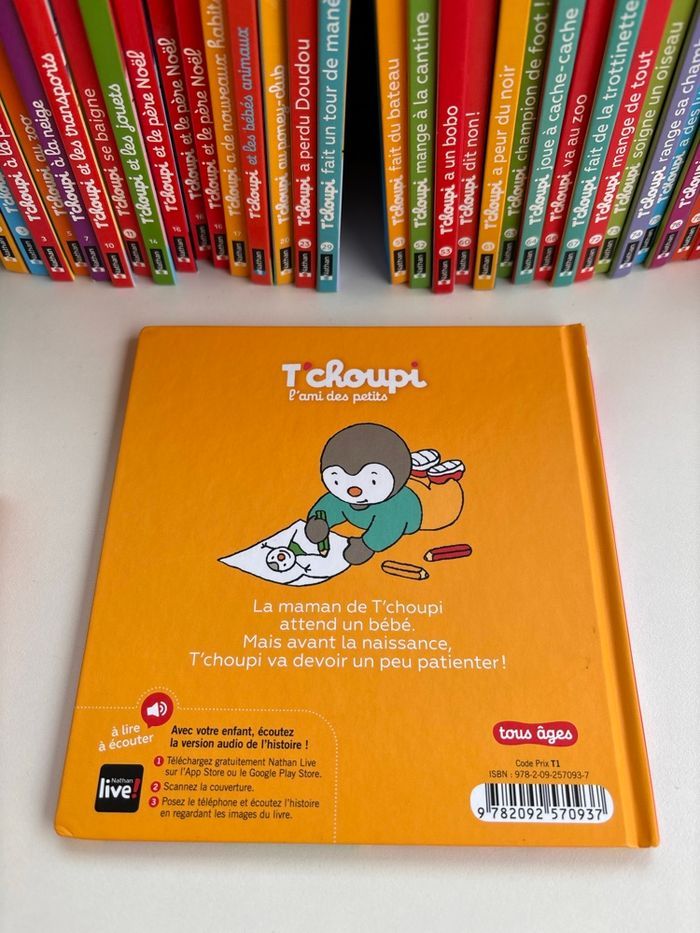 T'choupi à la p
T'choupi au zoo
T'choupi à la neige
T'choupi et les transports
T'choupi se baigne
T'choupi et les jouets
T'choupi et le père Noël
T'choupi et le père Noël
T'choupi et le père Noël
T'choupi a de nouveaux habit
T'choupi et les bébés animaux
T'choupi au poney-club
T'choupi a perdu Doudou
T'choupi fait un tour de manè
T'choupi fait du bateau
T'choupi mange à la cantine
T'choupi a un bobo
T'choupi dit non !
T'choupi a peur du noir
T'choupi champion de foot !
T'choupi joue à cache-cache
T'choupi va au zoo
T'choupi fait de la trottinette
T'choupi mange de tout
T'choupi soigne un oiseau
T'choupi range sa cham
T'choupi
l'ami des petits
La maman de T'choupi
attend un bébé.
Mais avant la naissance,
T'choupi va devoir un peu patienter !
à lire
à écouter
Nathan
live!
Avec votre enfant, écoutez
la version audio de l'histoire !
1 Téléchargez gratuitement Nathan Live
sur l'App Store ou le Google Play Store.
2 Scannez la couverture.
3 Posez le téléphone et écoutez l'histoire
en regardant les images du livre.
tous âges
Code Prix T1
ISBN : 978-2-09-257093-7
9 782092 570937